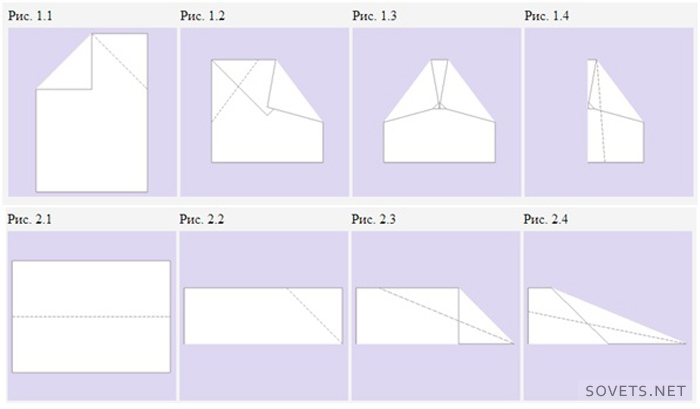 Рис. 1.1
Рис. 1.2
Рис. 1.3
Рис. 1.4
Рис. 2.1
Рис. 2.2
Рис. 2.3
Рис. 2.4
SOVETS.NET